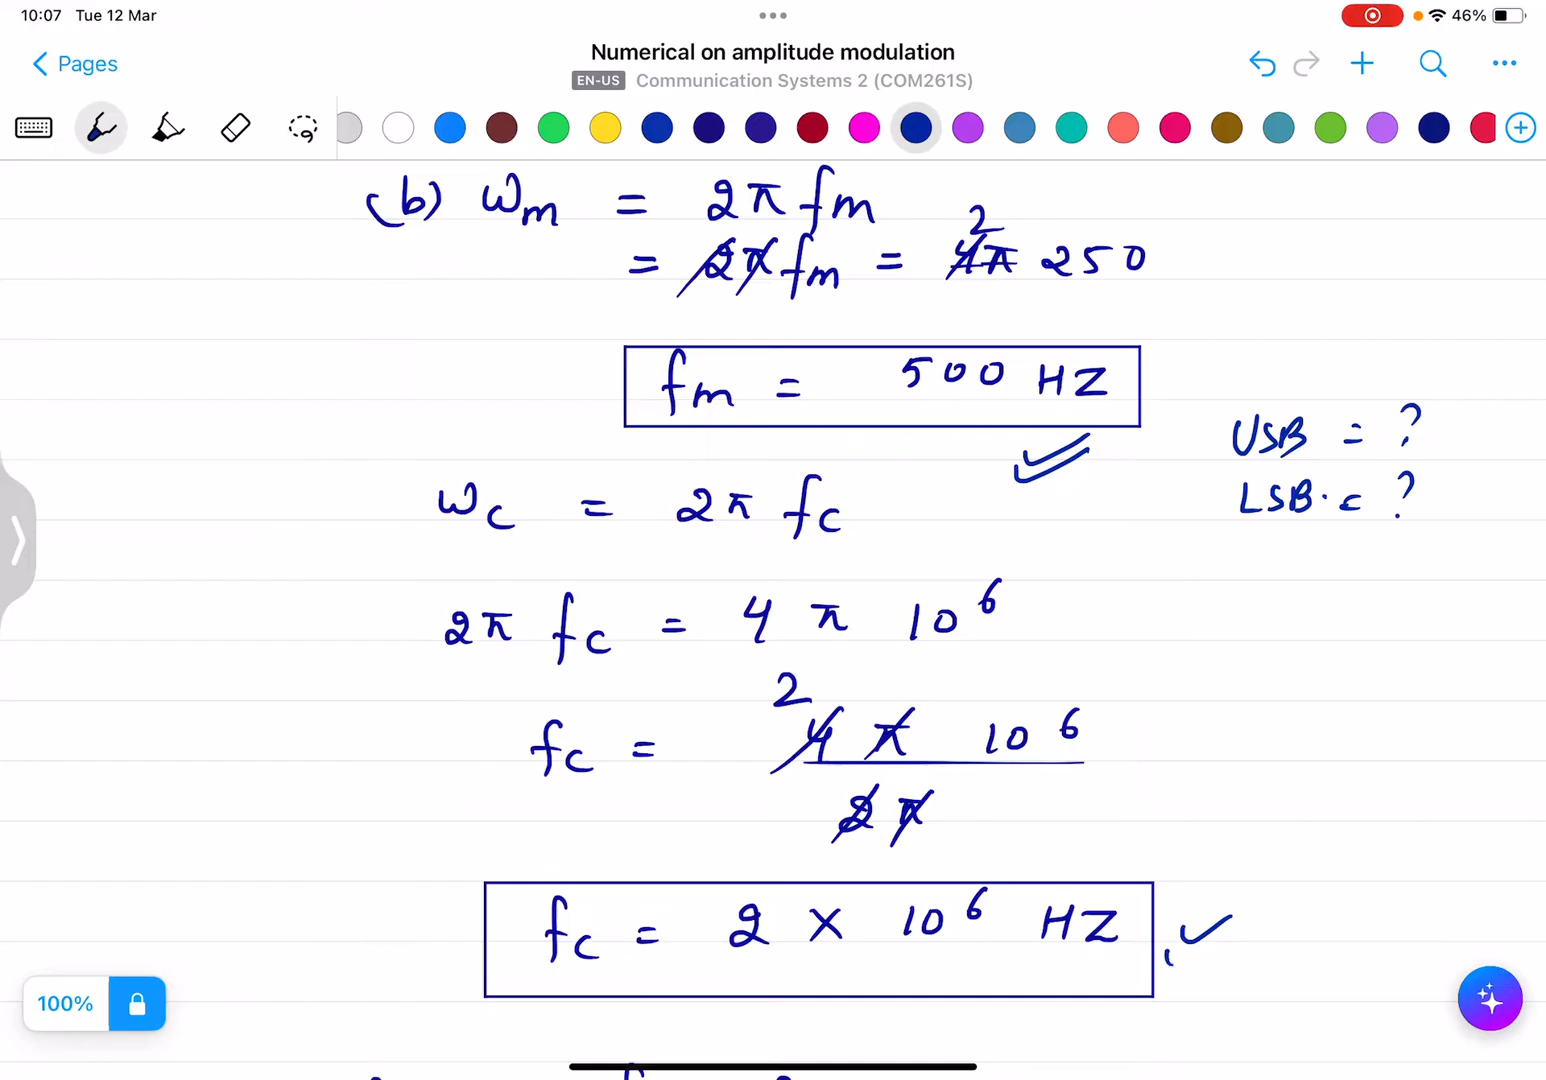 10:07 Tue 12 Mar
46%
Pages
Numerical on amplitude modulation
EN-US Communication Systems 2 (COM261S)
(b) ωm = 2π fm
= 2π fm = 4π 250
2
fm = 500 HZ
USB = ?
LSB. = ?
ωc = 2π fc
2π fc = 4 π 10^6
2
fc = 4 π 10^6
2 π
fc = 2 × 10^6 HZ
100%